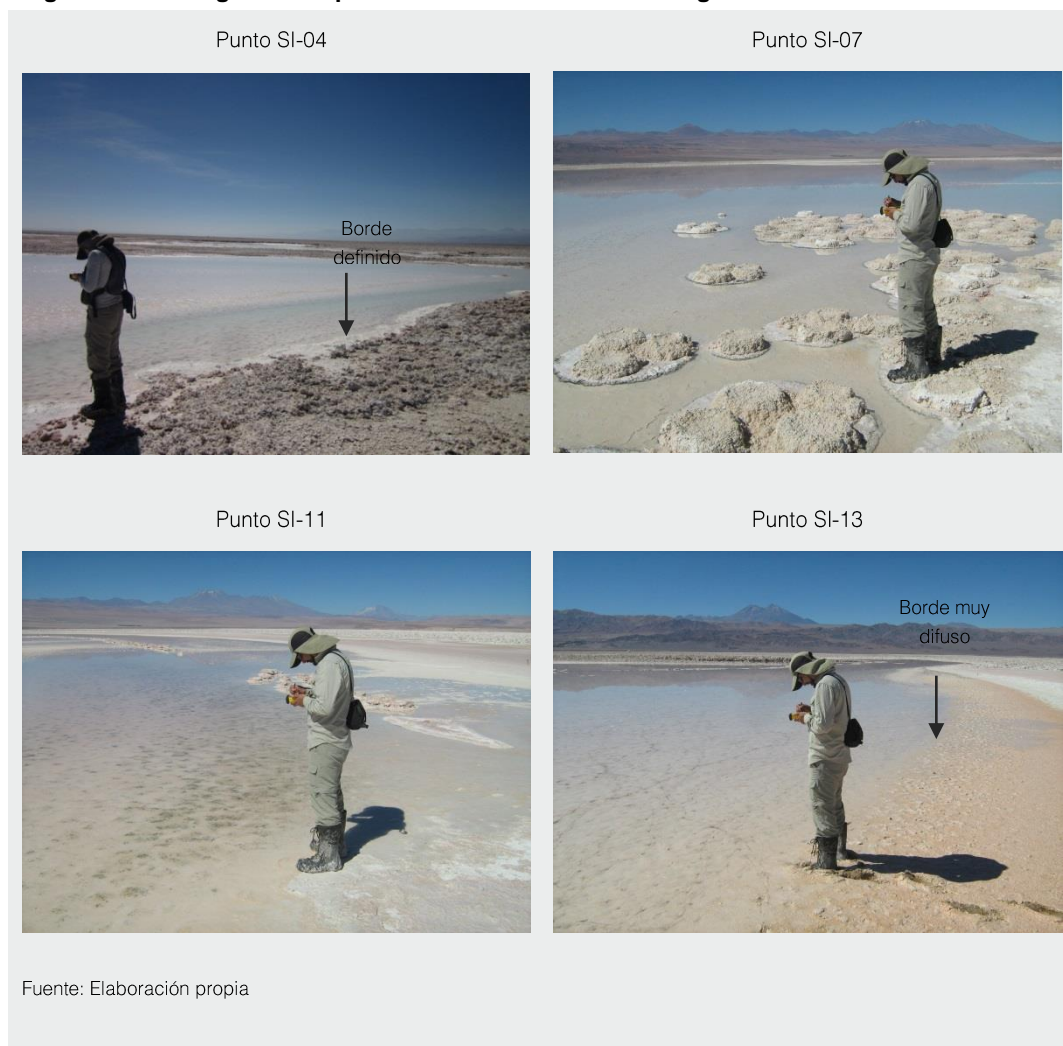 Punto SI-04
Punto SI-07
Borde
definido
Punto SI-11
Punto SI-13
Borde muy
difuso
Fuente: Elaboración propia